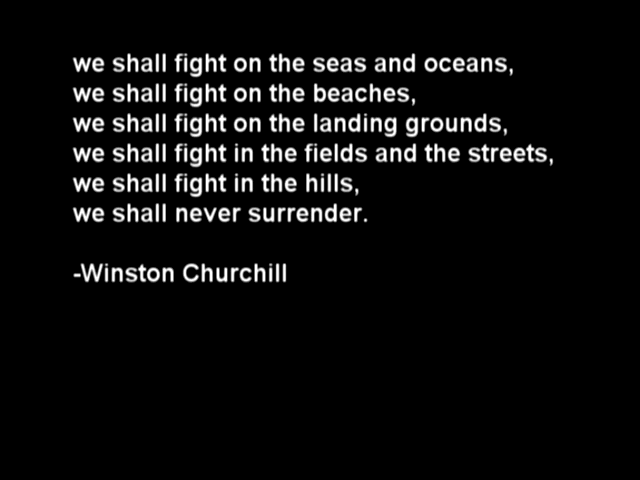 we shall fight on the seas and oceans,
we shall fight on the beaches,
we shall fight on the landing grounds,
we shall fight in the fields and the streets,
we shall fight in the hills,
we shall never surrender.
-Winston Churchill